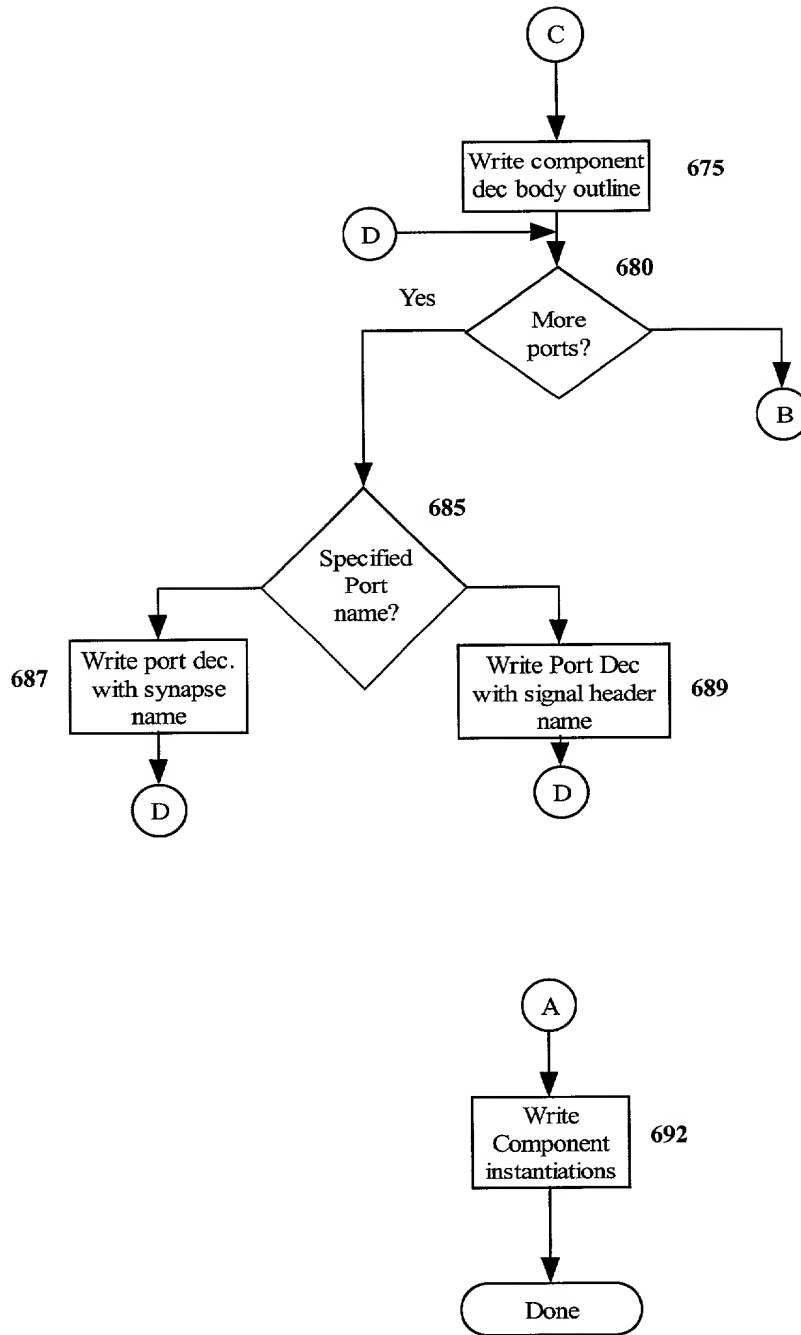 C
Write component
dec body outline
675
D
680
Yes
More
ports?
B
685
Specified
Port
name?
687
Write port dec.
with synapse
name
Write Port Dec
with signal header
name
689
D
D
A
Write
Component
instantiations
692
Done